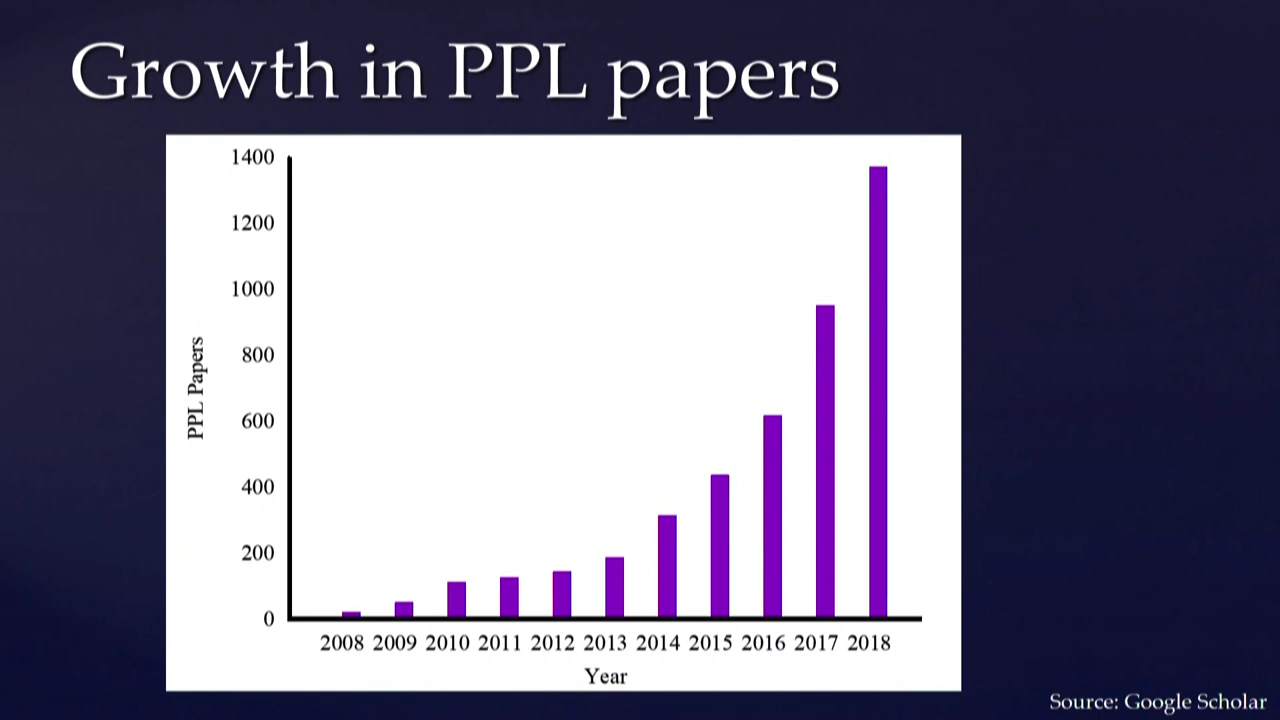 Growth in PPL papers
1400
1200
1000
800
600
400
200
0
PPL Papers
2008 2009 2010 2011 2012 2013 2014 2015 2016 2017 2018
Year
Source: Google Scholar